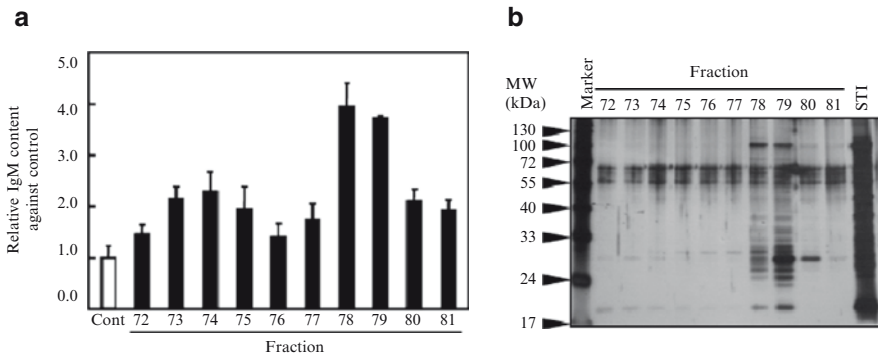 a
Relative IgM content
against control
5.0
4.0
3.0
2.0
1.0
0.0
Cont 72 73 74 75 76 77 78 79 80 81
Fraction
b
MW
(kDa)
Marker
Fraction
72 73 74 75 76 77 78 79 80 81
STI
130
100
72
55
40
33
24
17